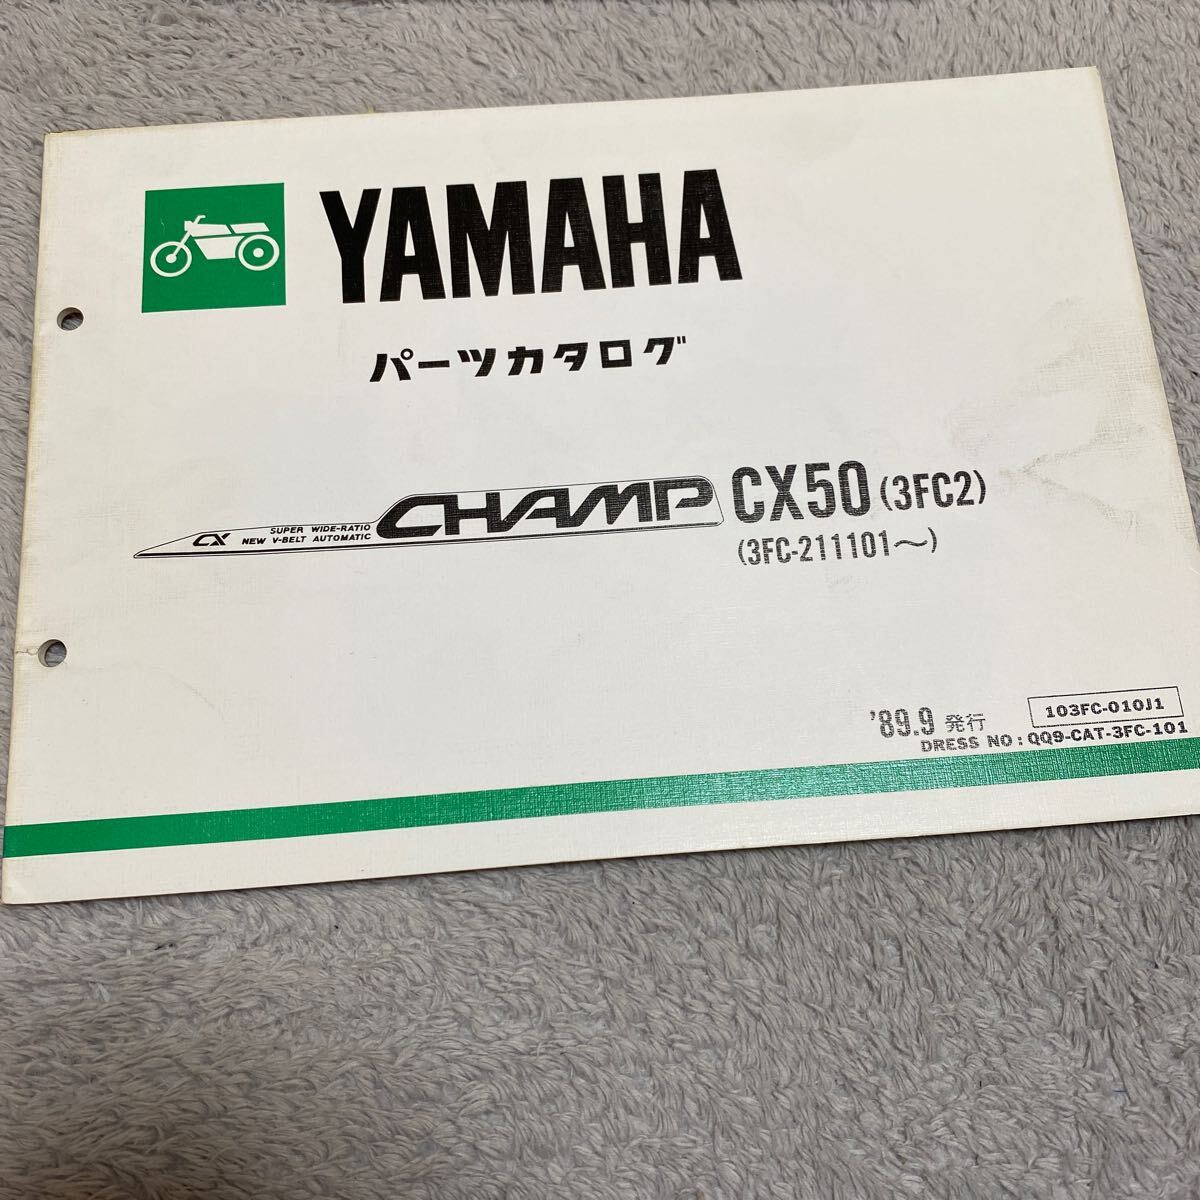 YAMAHA
パーツカタログ
CX SUPER WIDE-RATIO
NEW V-BELT AUTOMATIC
CHAMP CX50 (3FC2)
(3FC-211101～)
'89.9 発行
103FC-010J1
DRESS NO : QQ9-CAT-3FC-101